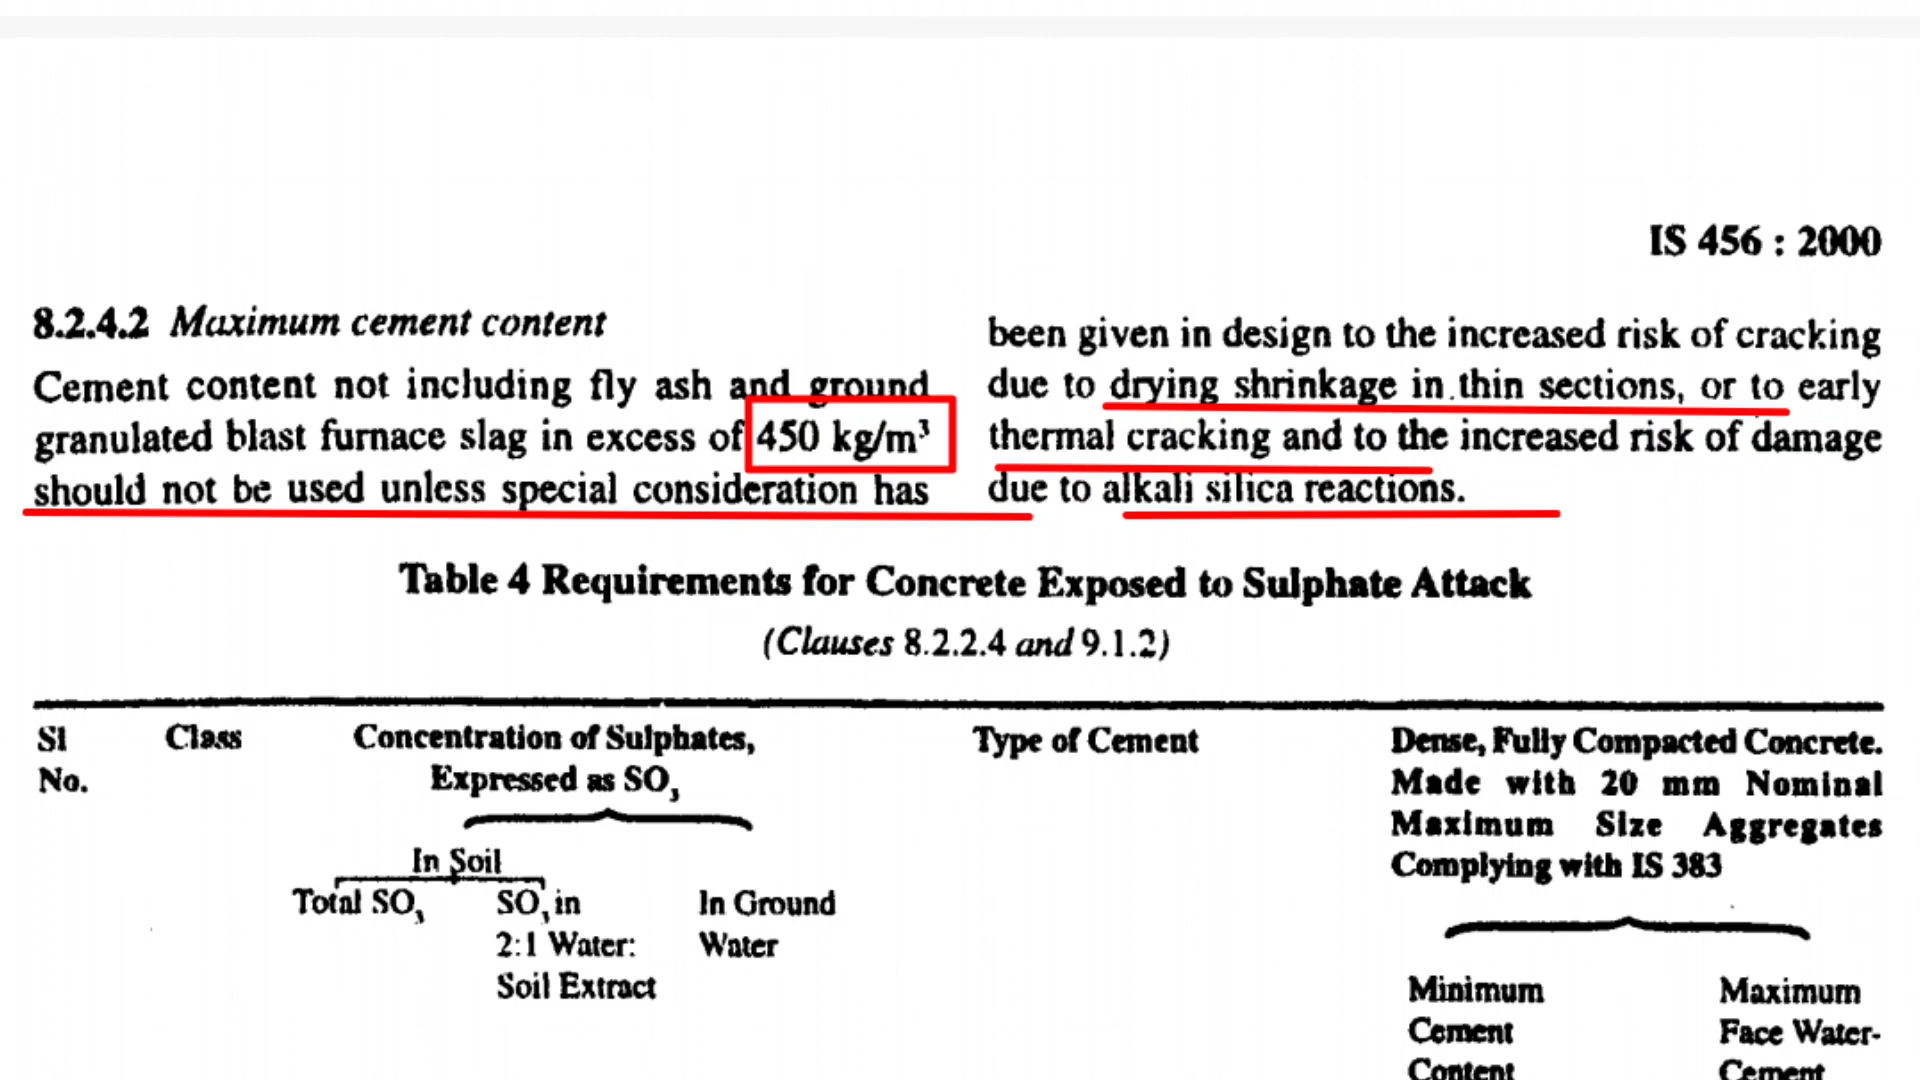 IS 456 : 2000
8.2.4.2 Maximum cement content
Cement content not including fly ash and ground
granulated blast furnace slag in excess of 450 kg/m³
should not be used unless special consideration has
been given in design to the increased risk of cracking
due to drying shrinkage in thin sections, or to early
thermal cracking and to the increased risk of damage
due to alkali silica reactions.
Table 4 Requirements for Concrete Exposed to Sulphate Attack
(Clauses 8.2.2.4 and 9.1.2)
Sl
No.
Class
Concentration of Sulphates,
Expressed as SO₃
In Soil
Total SO₃
SO₃ in
2:1 Water:
Soil Extract
In Ground
Water
Type of Cement
Dense, Fully Compacted Concrete.
Made with 20 mm Nominal
Maximum Size Aggregates
Complying with IS 383
Minimum
Cement
Content
Maximum
Face Water-
Cement